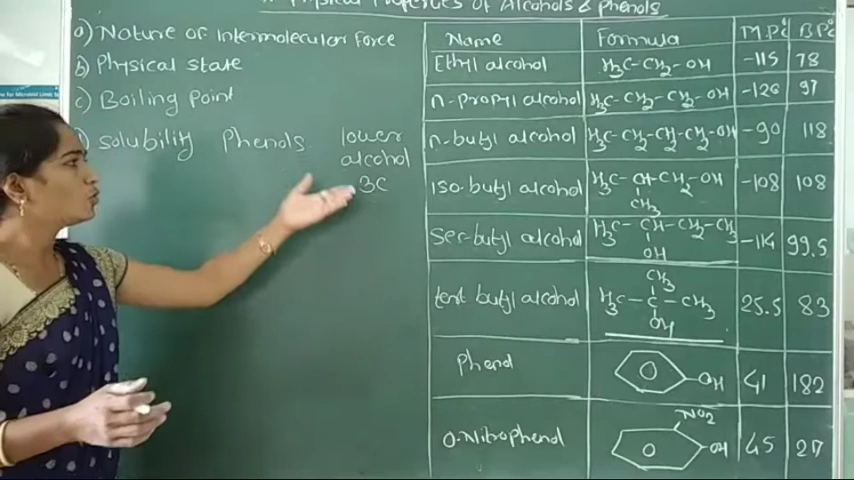 Physical Properties of Alcohols & Phenols
a) Nature of Intermolecular Force
b) Physical state
c) Boiling Point
) solubility Phenols. lower
alcohol
3C
Name Formula M.P°C B.P°C
Ethyl alcohol H3C-CH2-OH -115 78
n-propyl alcohol H3C-CH2-CH2-OH -126 97
n-butyl alcohol H3C-CH2-CH2-CH2-OH -90 118
iso-butyl alcohol H3C-CH-CH2-OH -108 108
CH3
Sec-butyl alcohol H3C-CH-CH2-CH3 -114 99.5
OH
tert butyl alcohol H3C-C-CH3 25.5 83
CH3
OH
Phenol OH 41 182
O-Nitrophenol NO2 OH 45 217